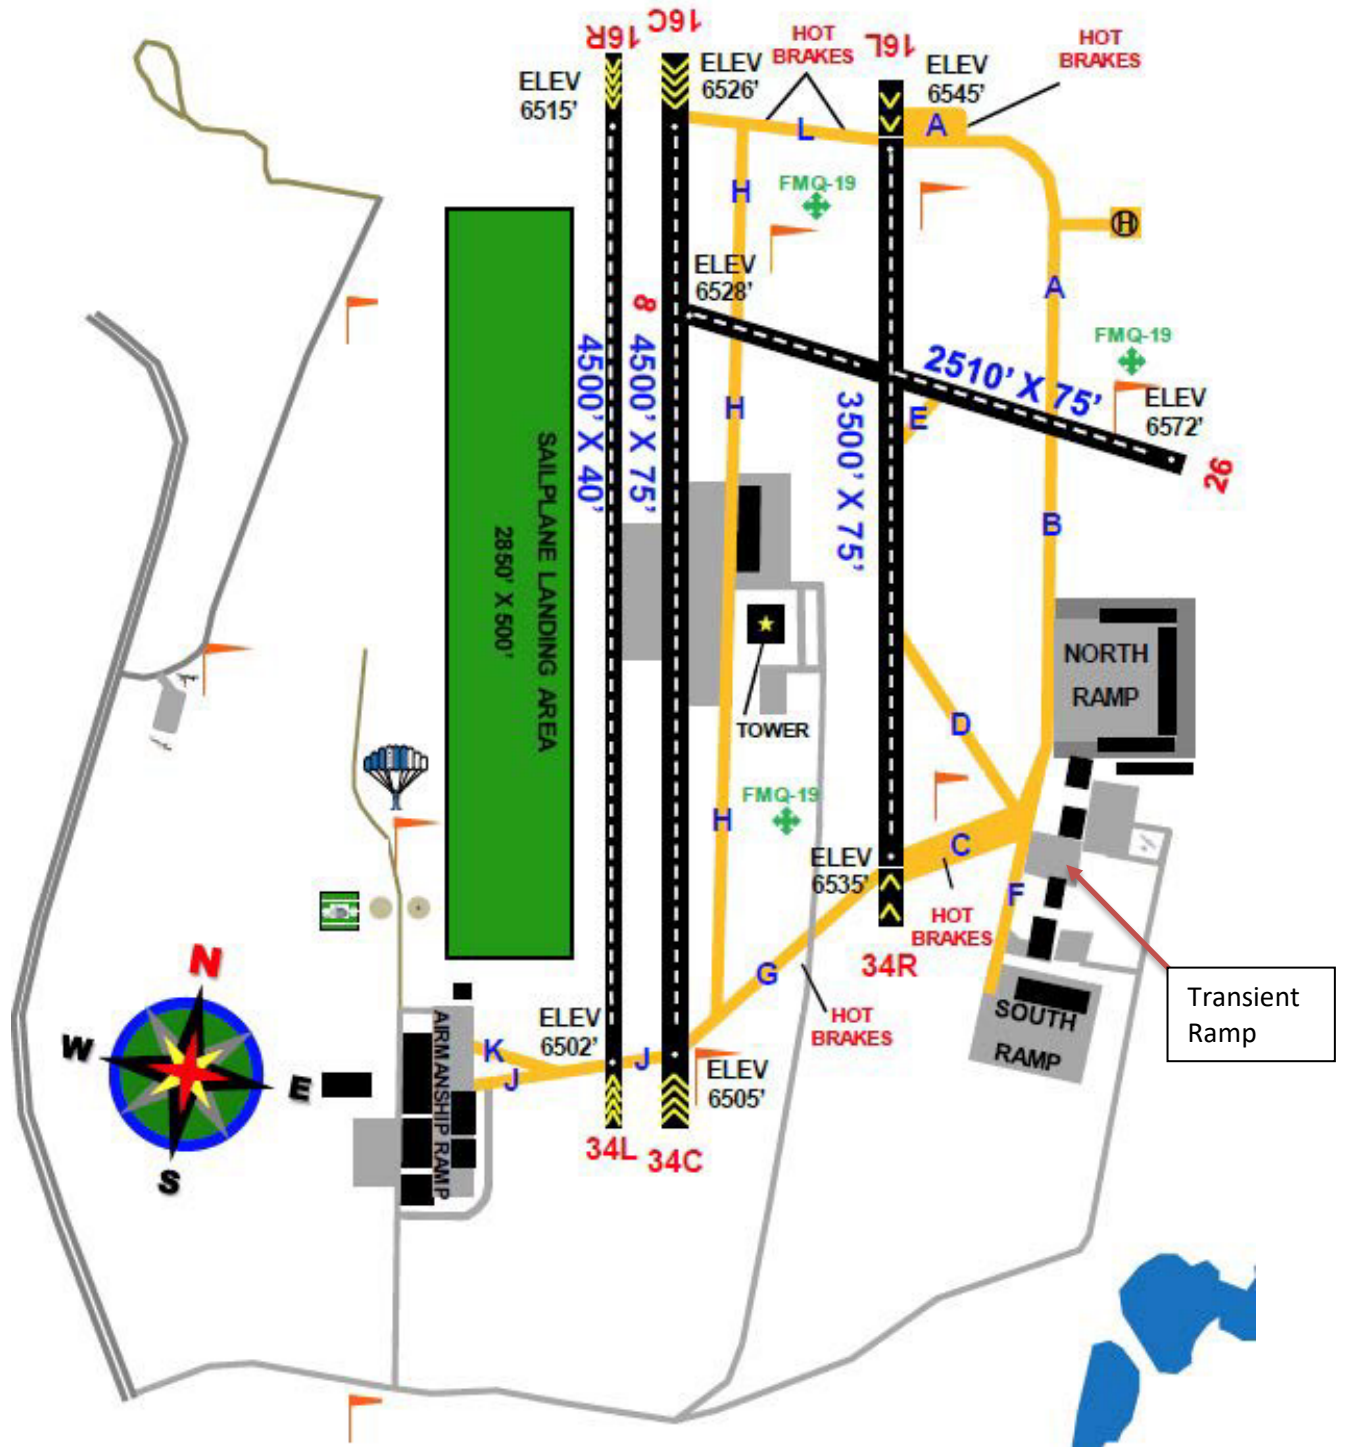 16R
16C
HOT
BRAKES
16L
HOT
BRAKES
ELEV
6515'
ELEV
6526'
ELEV
6545'
L
A
H
FMQ-19
H
ELEV
6528'
A
8
FMQ-19
4500' X 40'
4500' X 75'
2510' X 75'
ELEV
6572'
3500' X 75'
H
E
26
SAILPLANE LANDING AREA
2850' X 500'
B
NORTH
RAMP
TOWER
D
FMQ-19
H
C
ELEV
6535'
F
HOT
BRAKES
34R
G
N
W
E
S
HOT
BRAKES
SOUTH
RAMP
Transient
Ramp
AIRMANSHIP RAMP
K
J
ELEV
6502'
J
ELEV
6505'
34L
34C